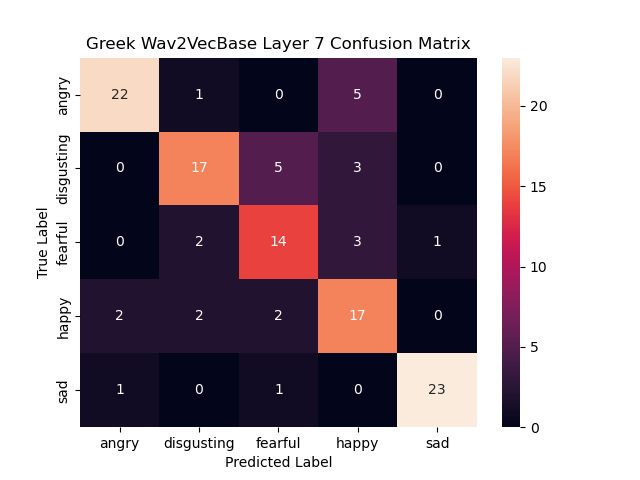 Greek Wav2VecBase Layer 7 Confusion Matrix
True Label
angry 22 1 0 5 0
disgusting 0 17 5 3 0
fearful 0 2 14 3 1
happy 2 2 2 17 0
sad 1 0 1 0 23
angry disgusting fearful happy sad
Predicted Label
20
15
10
5
0